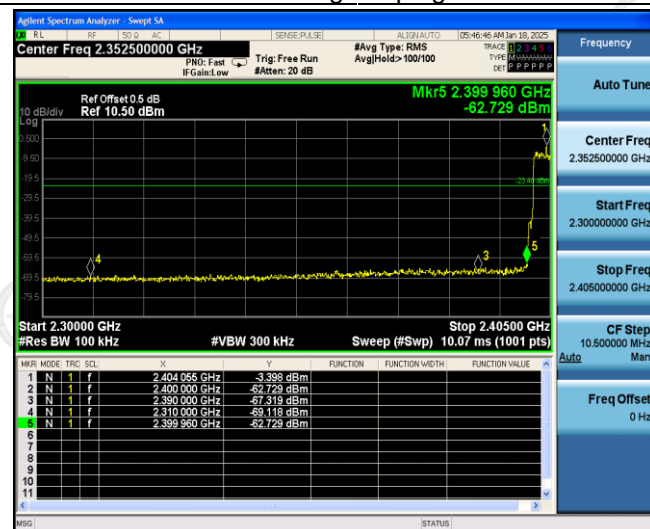 Agilent Spectrum Analyzer - Swept SA
RL RF 50 Ω AC SENSE:PULSE ALIGN AUTO 05:46:46 AM Jan 18, 2025
Center Freq 2.352500000 GHz
PNO: Fast
IFGain:Low
Trig: Free Run
#Atten: 20 dB
#Avg Type: RMS
Avg|Hold:>100/100
TRACE 1 2 3 4 5 6
TYPE M
DET P P P P P P
Ref Offset 0.5 dB
10 dB/div Ref 10.50 dBm
Log
Mkr5 2.399 960 GHz
-62.729 dBm
0.500
-9.50
-19.5
-29.5
-39.5
-49.5
-59.5
-69.5
-79.5
-23.40 dBm
1
4
3
5
Start 2.30000 GHz Stop 2.40500 GHz
#Res BW 100 kHz #VBW 300 kHz Sweep (#Swp) 10.07 ms (1001 pts)
MKR MODE TRC SCL X Y FUNCTION FUNCTION WIDTH FUNCTION VALUE
1 N 1 f 2.404 055 GHz -3.398 dBm
2 N 1 f 2.400 000 GHz -62.729 dBm
3 N 1 f 2.390 000 GHz -67.319 dBm
4 N 1 f 2.310 000 GHz -69.118 dBm
5 N 1 f 2.399 960 GHz -62.729 dBm
6
7
8
9
10
11
MSG STATUS
Frequency
Auto Tune
Center Freq
2.352500000 GHz
Start Freq
2.300000000 GHz
Stop Freq
2.405000000 GHz
CF Step
10.500000 MHz
Auto Man
Freq Offset
0 Hz